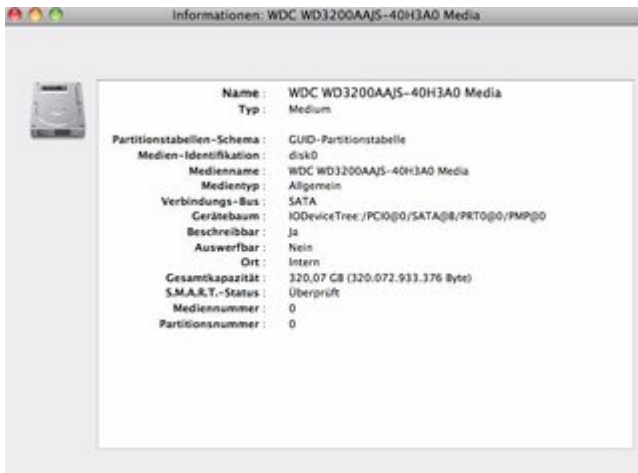 Informationen: WDC WD3200AAJS-40H3A0 Media
Name : WDC WD3200AAJS-40H3A0 Media
Typ : Medium
Partitionstabellen-Schema : GUID-Partitionstabelle
Medien-Identifikation : disk0
Medienname : WDC WD3200AAJS-40H3A0 Media
Medientyp : Allgemein
Verbindungs-Bus : SATA
Gerätebaum : IODeviceTree:/PCI0@0/SATA@B/PRT0@0/PMP@0
Beschreibbar : Ja
Auswerfbar : Nein
Ort : Intern
Gesamtkapazität : 320,07 GB (320.072.933.376 Byte)
S.M.A.R.T.-Status : Überprüft
Mediennummer : 0
Partitionsnummer : 0